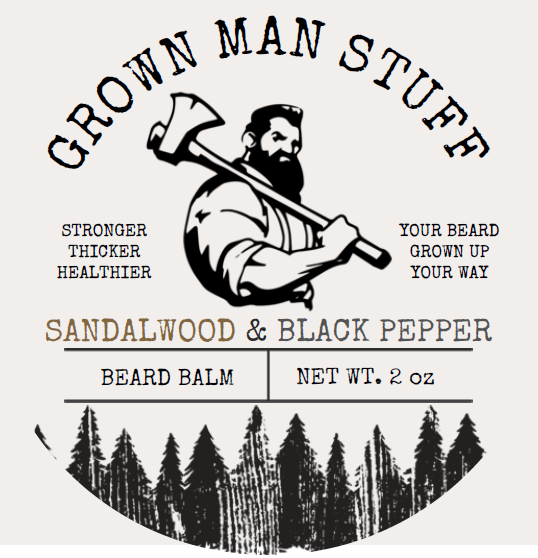 GROWN MAN STUFF
STRONGER
THICKER
HEALTHIER
YOUR BEARD
GROWN UP
YOUR WAY
SANDALWOOD & BLACK PEPPER
BEARD BALM
NET WT. 2 oz